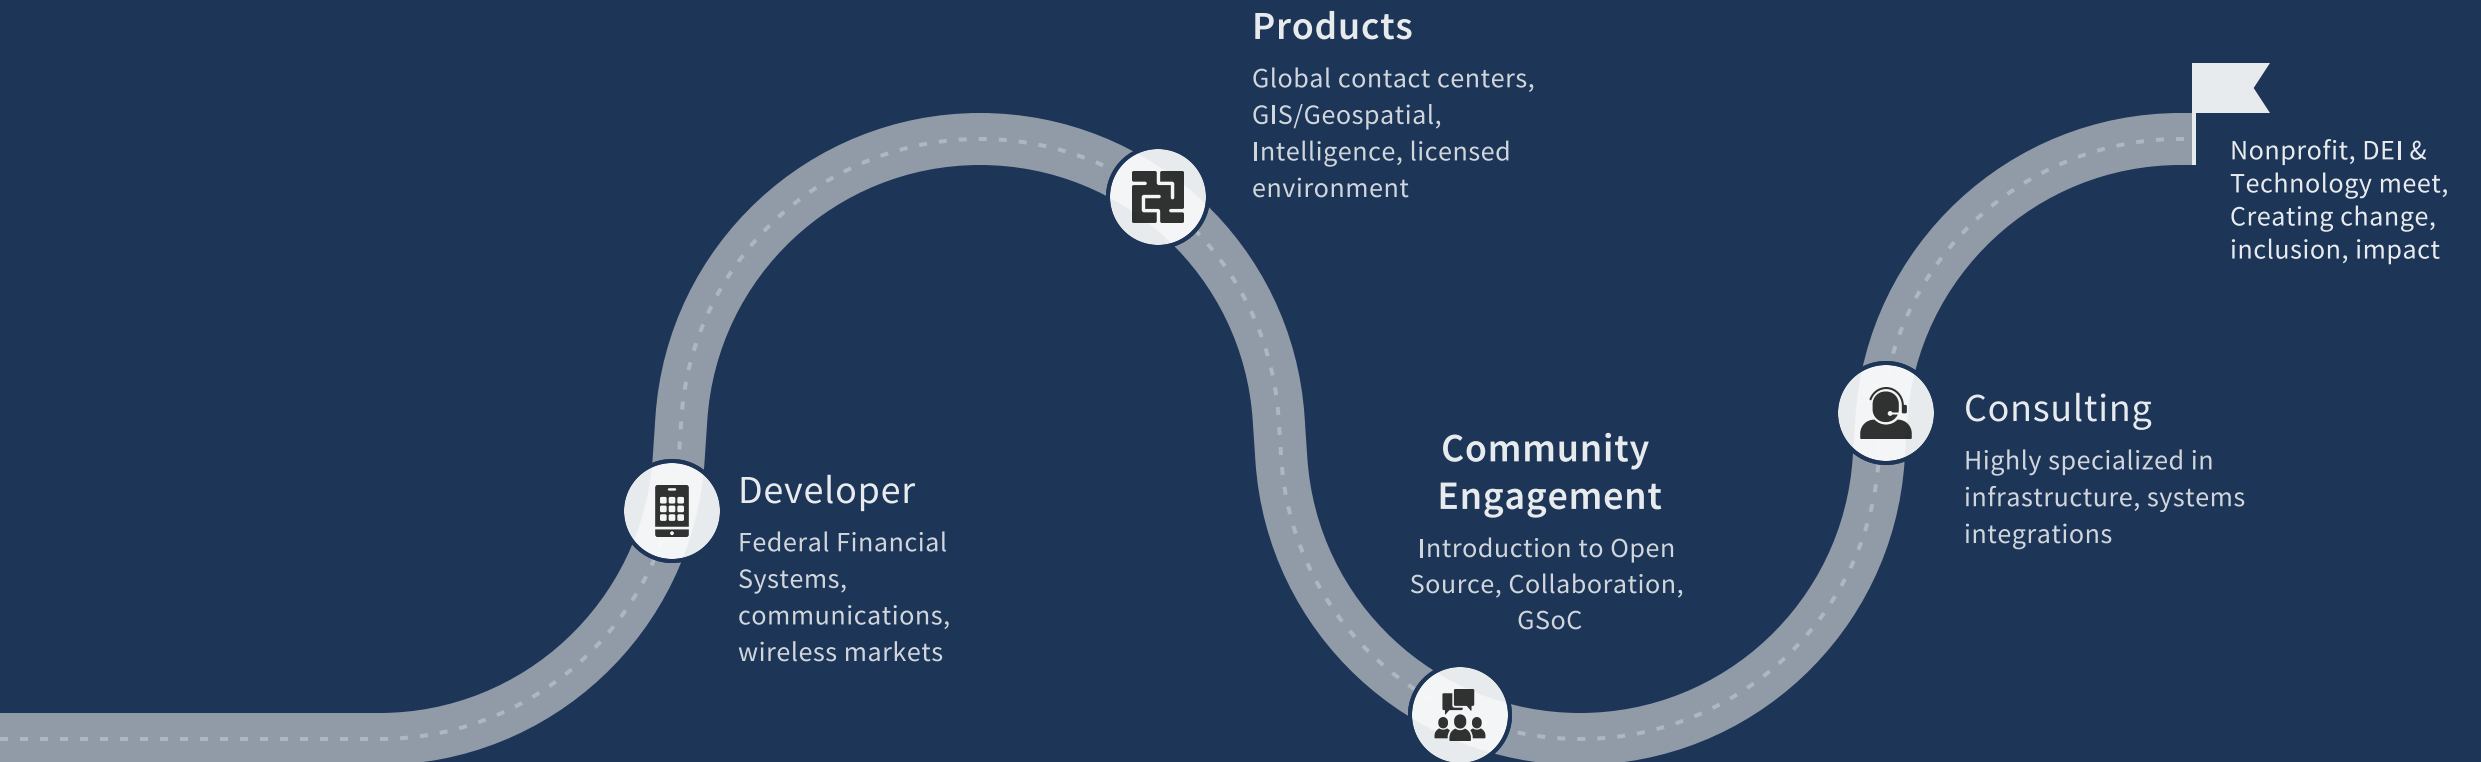 Developer
Federal Financial
Systems,
communications,
wireless markets
Products
Global contact centers,
GIS/Geospatial,
Intelligence, licensed
environment
Community
Engagement
Introduction to Open
Source, Collaboration,
GSoC
Consulting
Highly specialized in
infrastructure, systems
integrations
Nonprofit, DEI &
Technology meet,
Creating change,
inclusion, impact